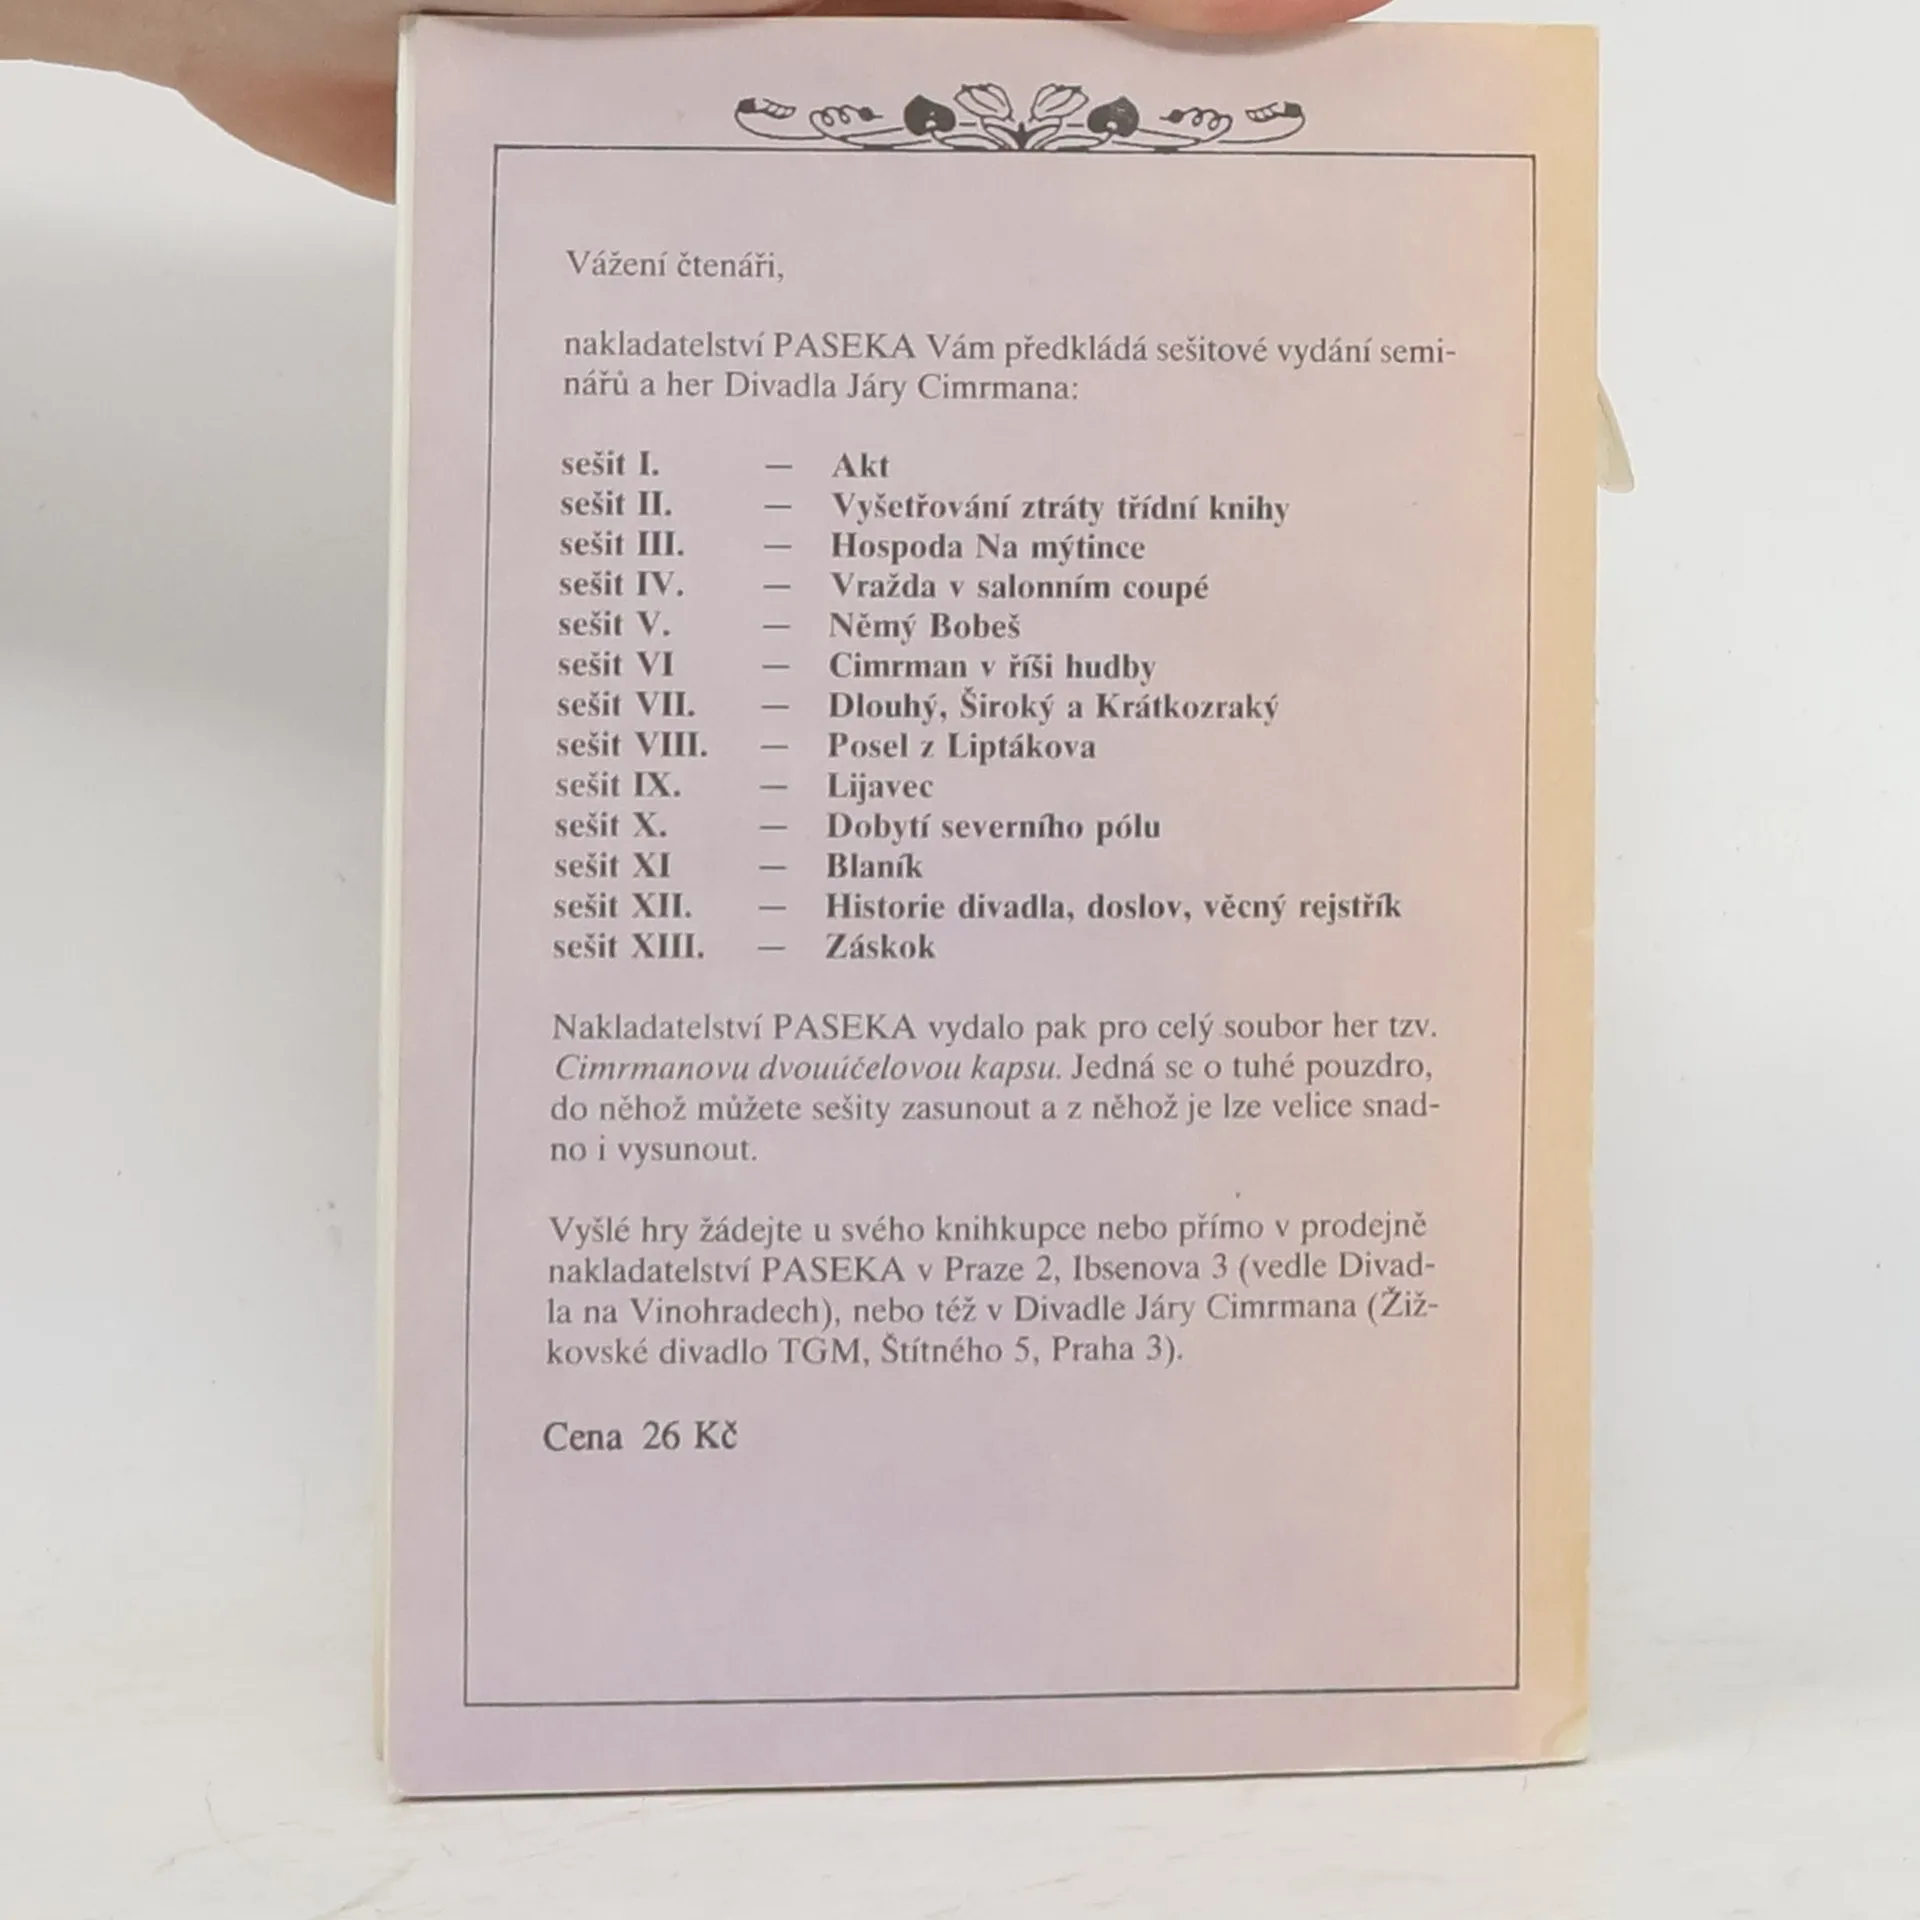 Vážení čtenáři,
nakladatelství PASEKA Vám předkládá sešitové vydání semi-
nářů a her Divadla Járy Cimrmana:
sešit I. — Akt
sešit II. — Vyšetřování ztráty třídní knihy
sešit III. — Hospoda Na mýtince
sešit IV. — Vražda v salonním coupé
sešit V. — Němý Bobeš
sešit VI — Cimrman v říši hudby
sešit VII. — Dlouhý, Široký a Krátkozraký
sešit VIII. — Posel z Liptákova
sešit IX. — Lijavec
sešit X. — Dobytí severního pólu
sešit XI — Blaník
sešit XII. — Historie divadla, doslov, věcný rejstřík
sešit XIII. — Záskok
Nakladatelství PASEKA vydalo pak pro celý soubor her tzv.
Cimrmanovu dvouúčelovou kapsu. Jedná se o tuhé pouzdro,
do něhož můžete sešity zasunout a z něhož je lze velice snad-
no i vysunout.
Vyšlé hry žádejte u svého knihkupce nebo přímo v prodejně
nakladatelství PASEKA v Praze 2, Ibsenova 3 (vedle Divad-
la na Vinohradech), nebo též v Divadle Járy Cimrmana (Žiž-
kovské divadlo TGM, Štítného 5, Praha 3).
Cena 26 Kč